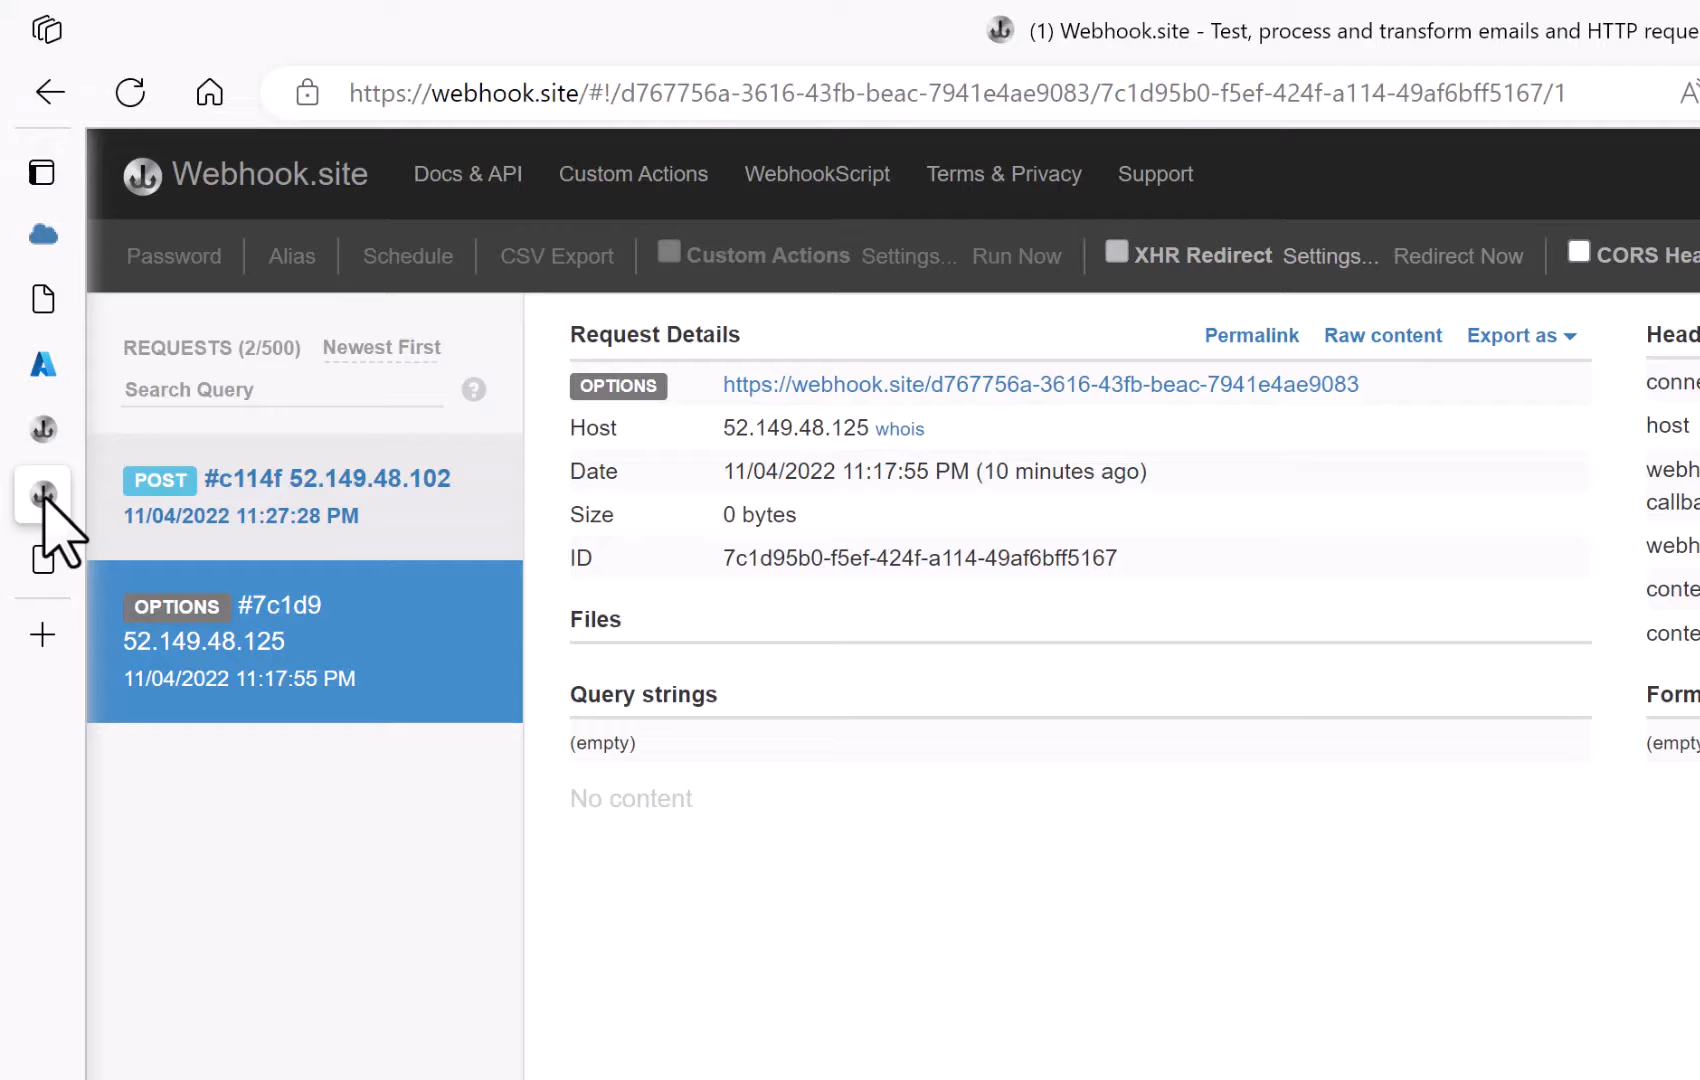 (1) Webhook.site - Test, process and transform emails and HTTP reque
https://webhook.site/#!/d767756a-3616-43fb-beac-7941e4ae9083/7c1d95b0-f5ef-424f-a114-49af6bff5167/1
Webhook.site Docs & API Custom Actions WebhookScript Terms & Privacy Support
Password Alias Schedule CSV Export Custom Actions Settings... Run Now XHR Redirect Settings... Redirect Now CORS Hea
REQUESTS (2/500) Newest First
Search Query ?
POST #c114f 52.149.48.102
11/04/2022 11:27:28 PM
OPTIONS #7c1d9
52.149.48.125
11/04/2022 11:17:55 PM
Request Details Permalink Raw content Export as
OPTIONS https://webhook.site/d767756a-3616-43fb-beac-7941e4ae9083
Host 52.149.48.125 whois
Date 11/04/2022 11:17:55 PM (10 minutes ago)
Size 0 bytes
ID 7c1d95b0-f5ef-424f-a114-49af6bff5167
Files
Query strings
(empty)
No content
Head
conne
host
webh
callba
webh
conte
conte
Form
(empty